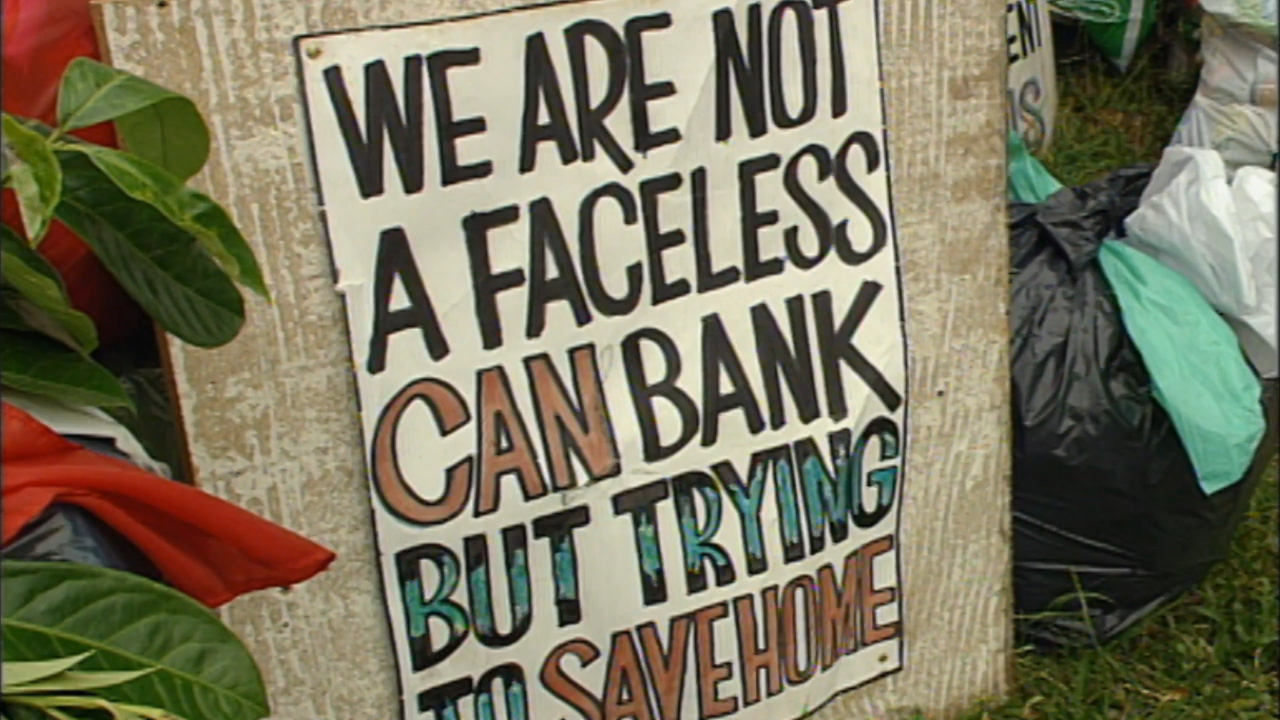 WE ARE NOT
A FACELESS
CAN BANK
BUT TRYING
TO SAVE HOME